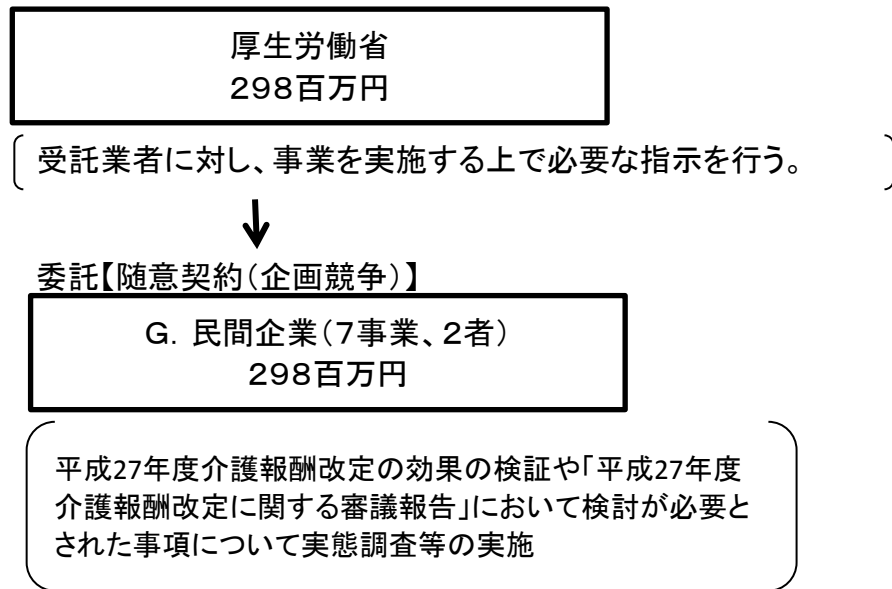 厚生労働省
298百万円
受託業者に対し、事業を実施する上で必要な指示を行う。
委託【随意契約(企画競争)】
G. 民間企業(7事業、2者)
298百万円
平成27年度介護報酬改定の効果の検証や「平成27年度
介護報酬改定に関する審議報告」において検討が必要と
された事項について実態調査等の実施